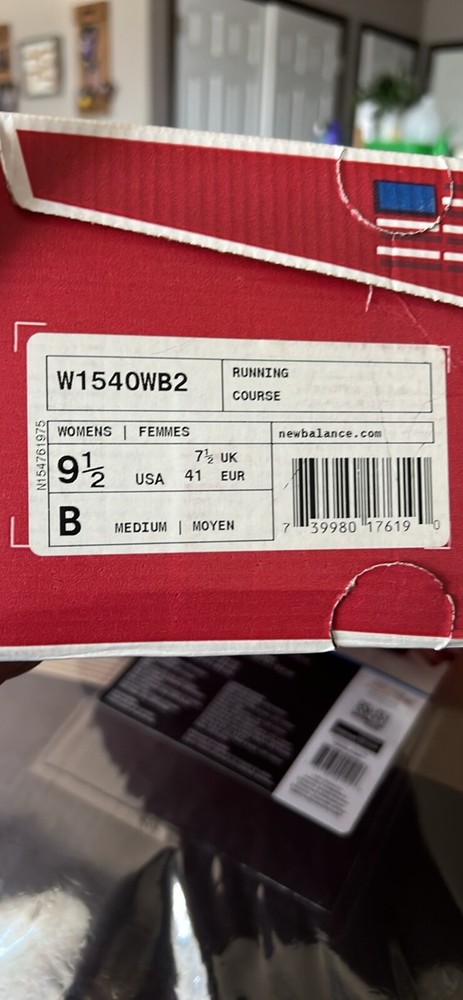 W1540WB2
RUNNING
COURSE
WOMENS | FEMMES
newbalance.com
9½ USA 7½ UK
41 EUR
B MEDIUM | MOYEN
N154761975
7 39980 17619 0